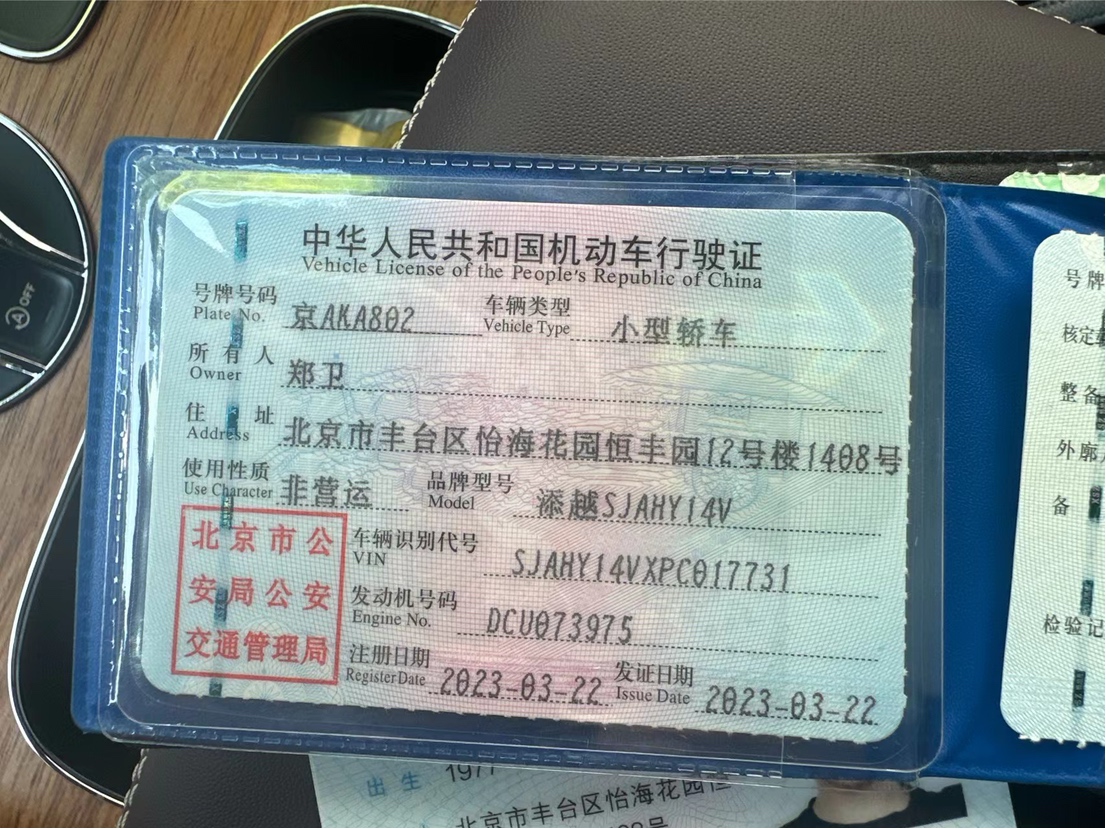 中华人民共和国机动车行驶证
Vehicle License of the People's Republic of China
号牌号码 京AKA802 车辆类型 小型轿车
Plate No. Vehicle Type
所有人 郑卫
Owner
住址 北京市丰台区怡海花园恒丰园12号楼1408号
Address
使用性质 非营运 品牌型号 添越SJAHY14V
Use Character Model
北京市公
安局公安
交通管理局
车辆识别代号 SJAHY14VXPC017731
VIN
发动机号码 DCU073975
Engine No.
注册日期 2023-03-22 发证日期 2023-03-22
Register Date Issue Date
号牌
核定
整备
外廓
备
检验记
OFF
出生 1977
北京市丰台区怡海花园恒